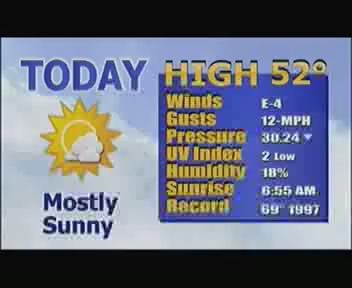 TODAY
HIGH 52°
Winds E-4
Gusts 12-MPH
Pressure 30.24
UV Index 2 Low
Humidity 18%
Sunrise 6:55 AM
Record 69° 1997
Mostly
Sunny